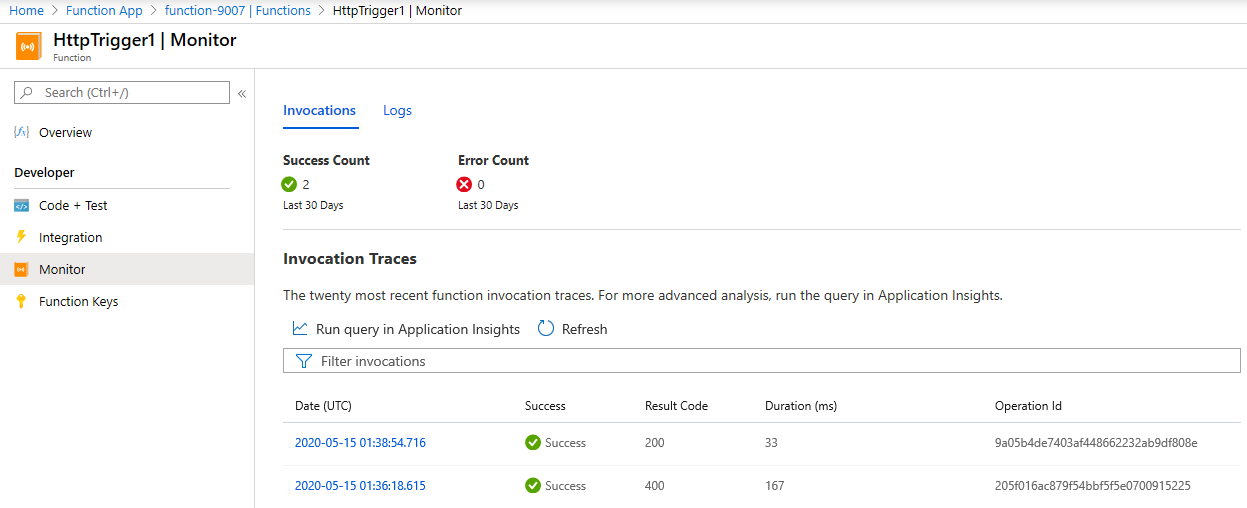 Home > Function App > function-9007 | Functions > HttpTrigger1 | Monitor
HttpTrigger1 | Monitor
Function
Search (Ctrl+/)
«
Overview
Developer
Code + Test
Integration
Monitor
Function Keys
Invocations Logs
Success Count Error Count
2 0
Last 30 Days Last 30 Days
Invocation Traces
The twenty most recent function invocation traces. For more advanced analysis, run the query in Application Insights.
Run query in Application Insights Refresh
Filter invocations
Date (UTC) Success Result Code Duration (ms) Operation Id
2020-05-15 01:38:54.716 Success 200 33 9a05b4de7403af448662232ab9df808e
2020-05-15 01:36:18.615 Success 400 167 205f016ac879f54bbf5f5e0700915225